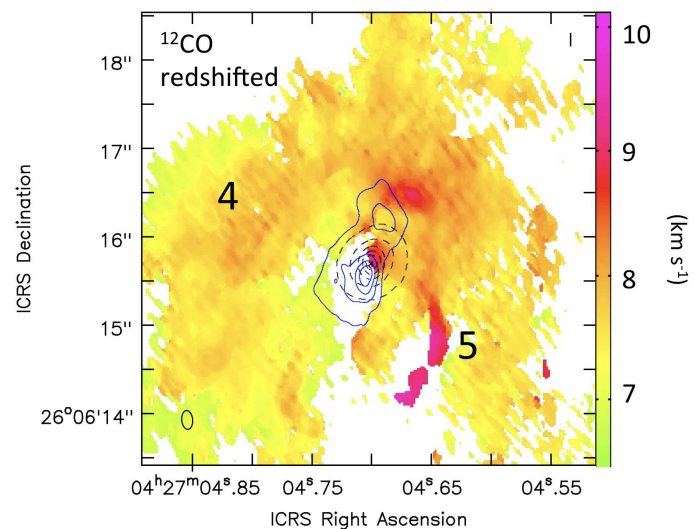 ¹²CO
redshifted
18"
17"
16"
15"
26°06'14"
ICRS Declination
4
5
10
9
8
7
(km s⁻¹)
04ʰ27ᵐ04ˢ.85
04ˢ.75
04ˢ.65
04ˢ.55
ICRS Right Ascension